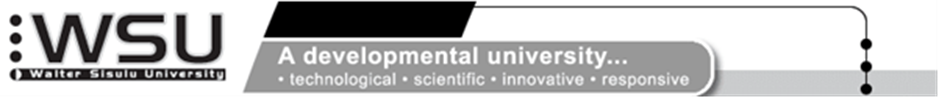 WSU
Walter Sisulu University
A developmental university...
• technological • scientific • innovative • responsive